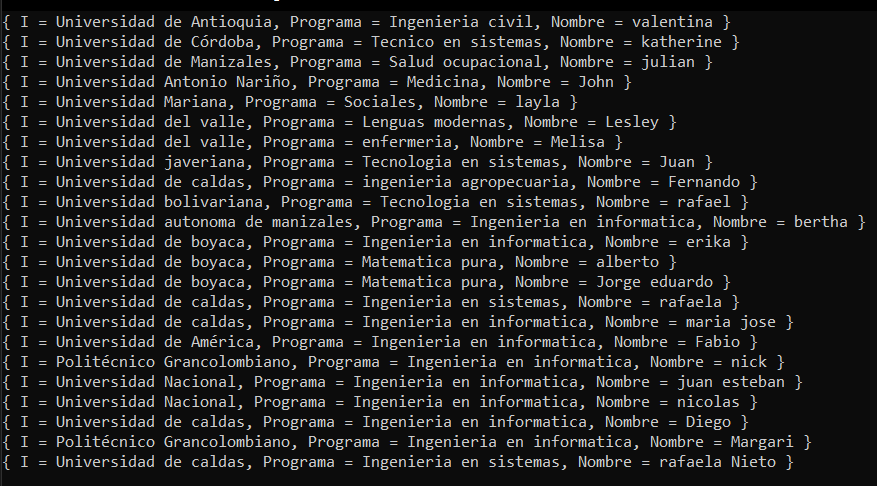 { I = Universidad de Antioquia, Programa = Ingenieria civil, Nombre = valentina }
{ I = Universidad de Córdoba, Programa = Tecnico en sistemas, Nombre = katherine }
{ I = Universidad de Manizales, Programa = Salud ocupacional, Nombre = julian }
{ I = Universidad Antonio Nariño, Programa = Medicina, Nombre = John }
{ I = Universidad Mariana, Programa = Sociales, Nombre = layla }
{ I = Universidad del valle, Programa = Lenguas modernas, Nombre = Lesley }
{ I = Universidad del valle, Programa = enfermeria, Nombre = Melisa }
{ I = Universidad javeriana, Programa = Tecnologia en sistemas, Nombre = Juan }
{ I = Universidad de caldas, Programa = ingenieria agropecuaria, Nombre = Fernando }
{ I = Universidad bolivariana, Programa = Tecnologia en sistemas, Nombre = rafael }
{ I = Universidad autonoma de manizales, Programa = Ingenieria en informatica, Nombre = bertha }
{ I = Universidad de boyaca, Programa = Ingenieria en informatica, Nombre = erika }
{ I = Universidad de boyaca, Programa = Matematica pura, Nombre = alberto }
{ I = Universidad de boyaca, Programa = Matematica pura, Nombre = Jorge eduardo }
{ I = Universidad de caldas, Programa = Ingenieria en sistemas, Nombre = rafaela }
{ I = Universidad de caldas, Programa = Ingenieria en informatica, Nombre = maria jose }
{ I = Universidad de América, Programa = Ingenieria en informatica, Nombre = Fabio }
{ I = Politécnico Grancolombiano, Programa = Ingenieria en informatica, Nombre = nick }
{ I = Universidad Nacional, Programa = Ingenieria en informatica, Nombre = juan esteban }
{ I = Universidad Nacional, Programa = Ingenieria en informatica, Nombre = nicolas }
{ I = Universidad de caldas, Programa = Ingenieria en informatica, Nombre = Diego }
{ I = Politécnico Grancolombiano, Programa = Ingenieria en informatica, Nombre = Margari }
{ I = Universidad de caldas, Programa = Ingenieria en sistemas, Nombre = rafaela Nieto }